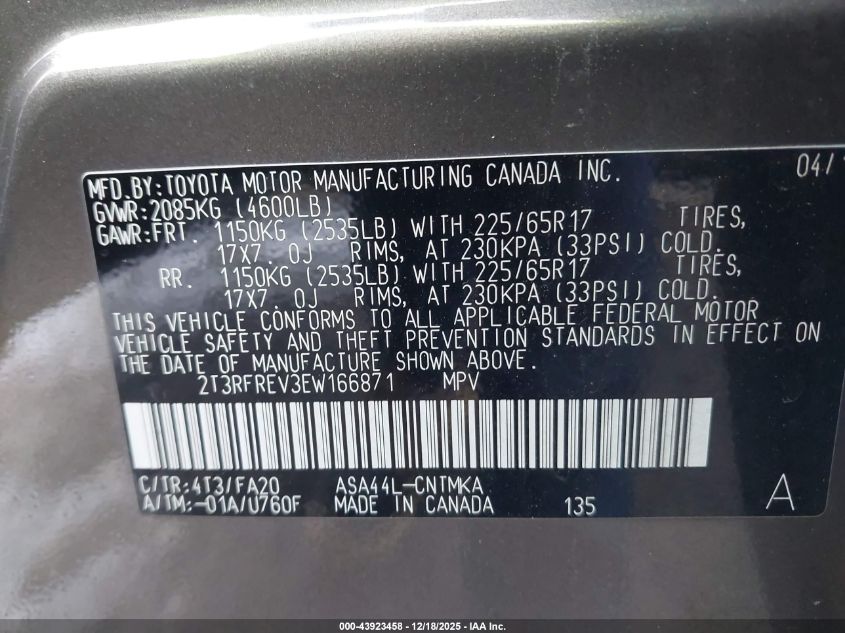 MFD. BY: TOYOTA MOTOR MANUFACTURING CANADA INC. 04/
GVWR: 2085KG (4600LB)
GAWR: FRT. 1150KG (2535LB) WITH 225/65R17 TIRES,
17X7.0J RIMS, AT 230KPA (33PSI) COLD.
RR. 1150KG (2535LB) WITH 225/65R17 TIRES,
17X7.0J RIMS, AT 230KPA (33PSI) COLD.
THIS VEHICLE CONFORMS TO ALL APPLICABLE FEDERAL MOTOR
VEHICLE SAFETY AND THEFT PREVENTION STANDARDS IN EFFECT ON
THE DATE OF MANUFACTURE SHOWN ABOVE.
2T3RFREV3EW166871 MPV
C/TR: 4T3/FA20 ASA44L-CNTMKA
A/TM: -01A/U760F MADE IN CANADA 135 A
000-43923458 - 12/18/2025 - IAA Inc.